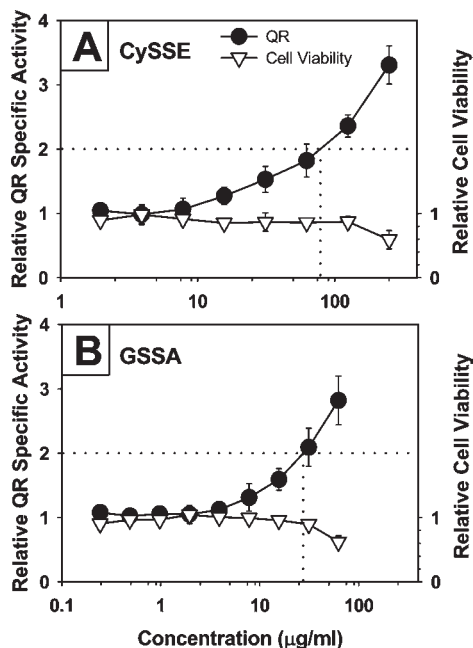 A CySSE
QR
Cell Viability
Relative QR Specific Activity
4
3
2
1
0
Relative Cell Viability
1
0
1 10 100
B GSSA
Relative QR Specific Activity
4
3
2
1
0
Relative Cell Viability
1
0
0.1 1 10 100
Concentration (µg/ml)